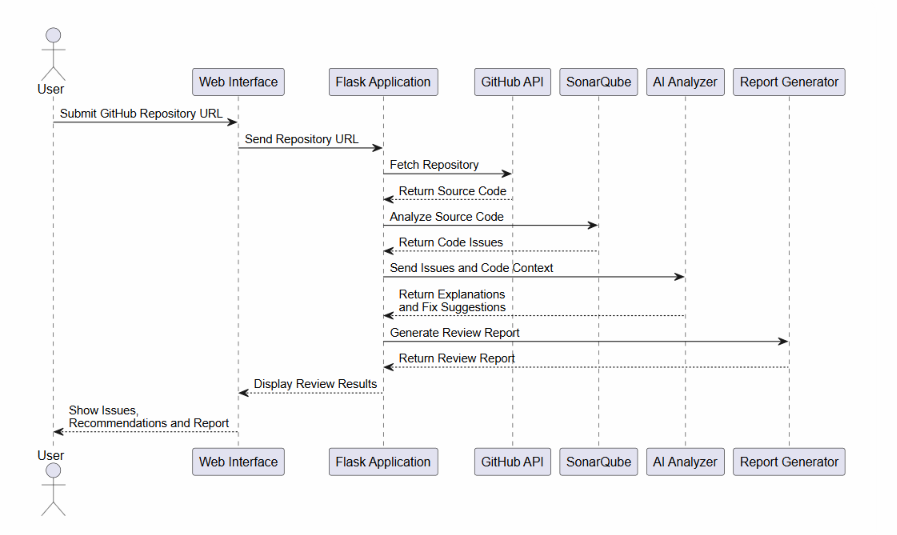 User
Web Interface
Flask Application
GitHub API
SonarQube
AI Analyzer
Report Generator
Submit GitHub Repository URL
Send Repository URL
Fetch Repository
Return Source Code
Analyze Source Code
Return Code Issues
Send Issues and Code Context
Return Explanations
and Fix Suggestions
Generate Review Report
Return Review Report
Display Review Results
Show Issues,
Recommendations and Report
User
Web Interface
Flask Application
GitHub API
SonarQube
AI Analyzer
Report Generator